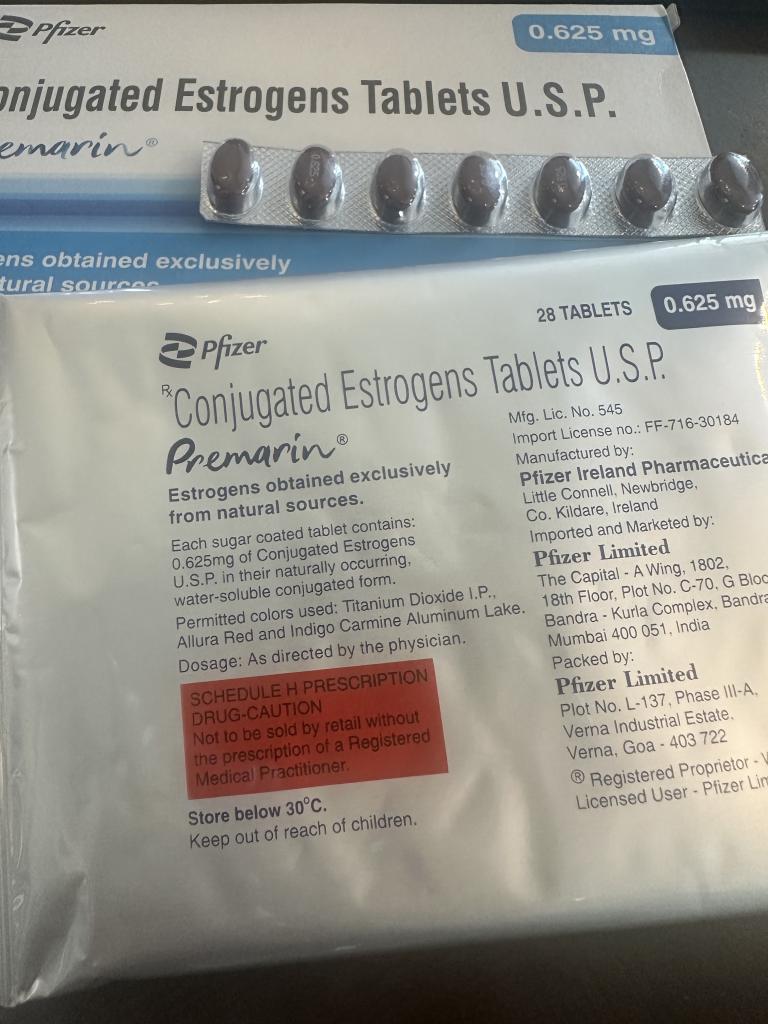 Pfizer
0.625 mg
onjugated Estrogens Tablets U.S.P.
emarin®
0.625
ens obtained exclusively
tural sources
28 TABLETS
0.625 mg
Pfizer
Rx Conjugated Estrogens Tablets U.S.P.
Premarin®
Estrogens obtained exclusively
from natural sources.
Each sugar coated tablet contains:
0.625mg of Conjugated Estrogens
U.S.P. in their naturally occurring,
water-soluble conjugated form.
Permitted colors used: Titanium Dioxide I.P.,
Allura Red and Indigo Carmine Aluminum Lake.
Dosage: As directed by the physician.
SCHEDULE H PRESCRIPTION
DRUG-CAUTION
Not to be sold by retail without
the prescription of a Registered
Medical Practitioner.
Store below 30°C.
Keep out of reach of children.
Mfg. Lic. No. 545
Import License no.: FF-716-30184
Manufactured by:
Pfizer Ireland Pharmaceutica
Little Connell, Newbridge,
Co. Kildare, Ireland
Imported and Marketed by:
Pfizer Limited
The Capital - A Wing, 1802,
18th Floor, Plot No. C-70, G Bloc
Bandra - Kurla Complex, Bandra
Mumbai 400 051, India
Packed by:
Pfizer Limited
Plot No. L-137, Phase III-A,
Verna Industrial Estate,
Verna, Goa - 403 722
® Registered Proprietor -
Licensed User - Pfizer Lim